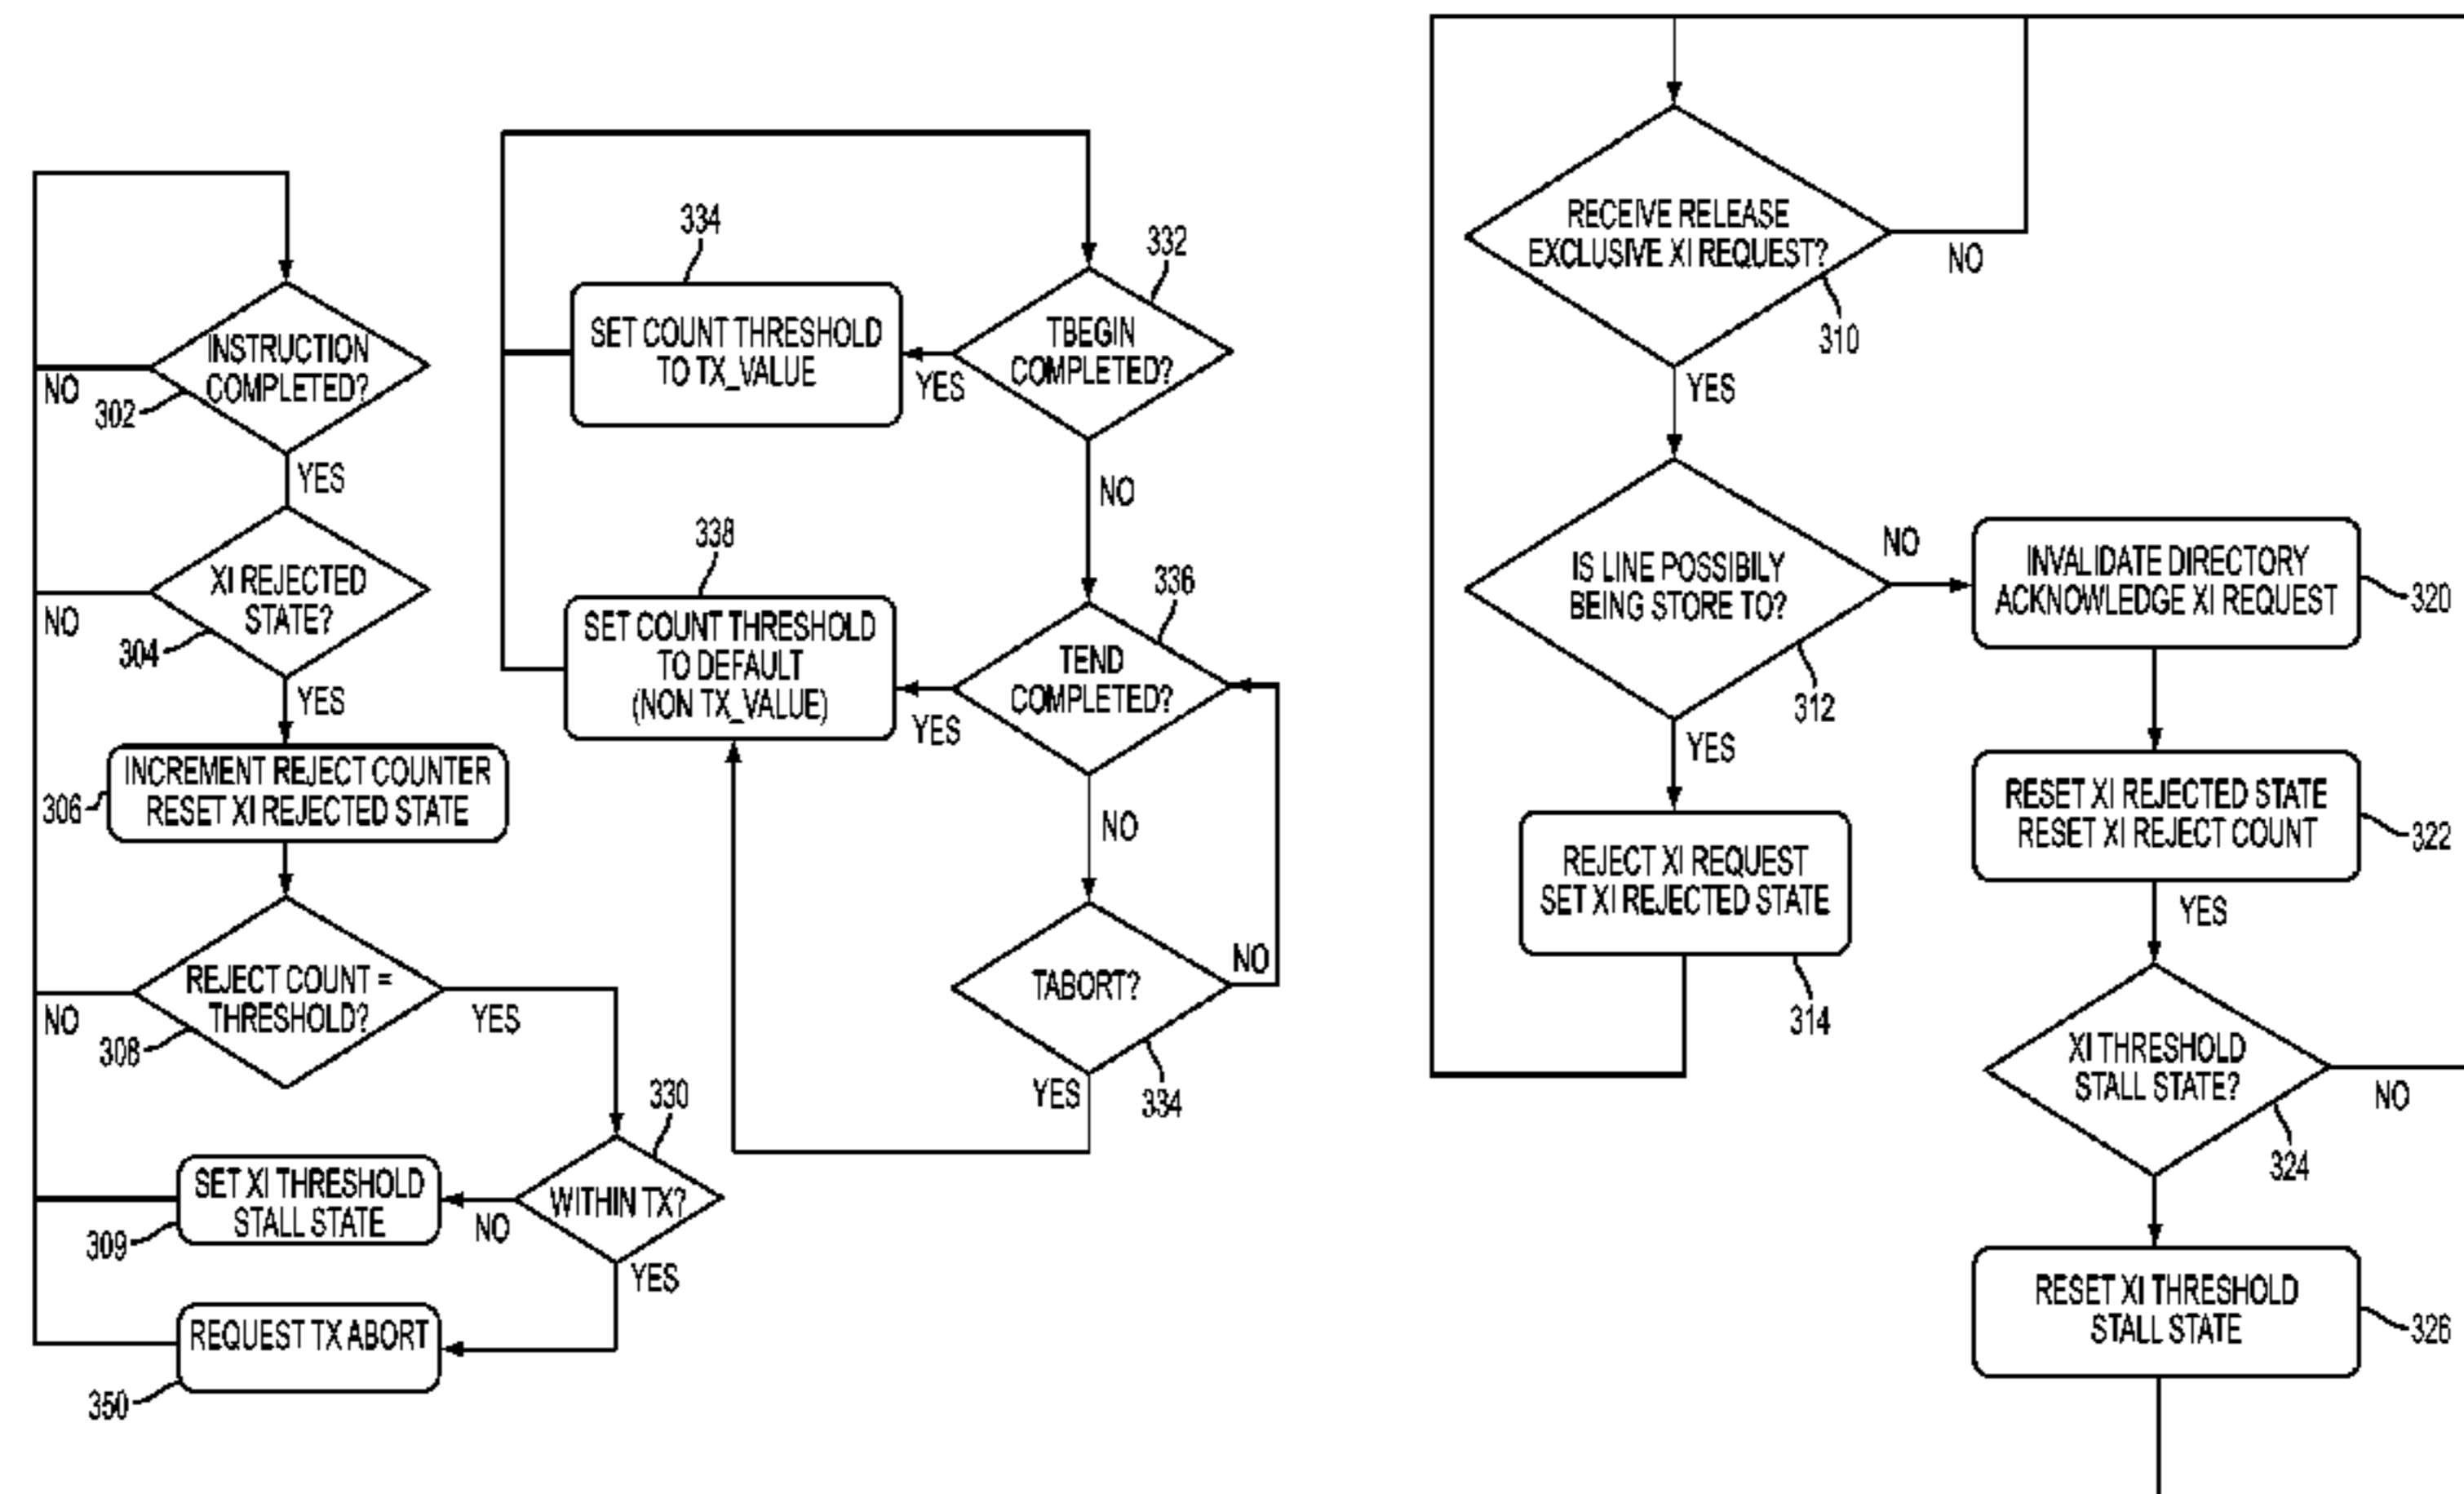 INSTRUCTION
COMPLETED?
NO
302
YES
XI REJECTED
STATE?
NO
304
YES
INCREMENT REJECT COUNTER
RESET XI REJECTED STATE
306
REJECT COUNT =
THRESHOLD?
NO
308
YES
330
WITHIN TX?
NO
YES
SET XI THRESHOLD
STALL STATE
309
REQUEST TX ABORT
350
334
SET COUNT THRESHOLD
TO TX_VALUE
332
TBEGIN
COMPLETED?
YES
NO
338
SET COUNT THRESHOLD
TO DEFAULT
(NON TX_VALUE)
336
TEND
COMPLETED?
YES
NO
TABORT?
NO
YES
334
RECEIVE RELEASE
EXCLUSIVE XI REQUEST?
NO
310
YES
IS LINE POSSIBILY
BEING STORE TO?
NO
312
YES
REJECT XI REQUEST
SET XI REJECTED STATE
314
INVALIDATE DIRECTORY
ACKNOWLEDGE XI REQUEST
320
RESET XI REJECTED STATE
RESET XI REJECT COUNT
322
YES
XI THRESHOLD
STALL STATE?
NO
324
RESET XI THRESHOLD
STALL STATE
326